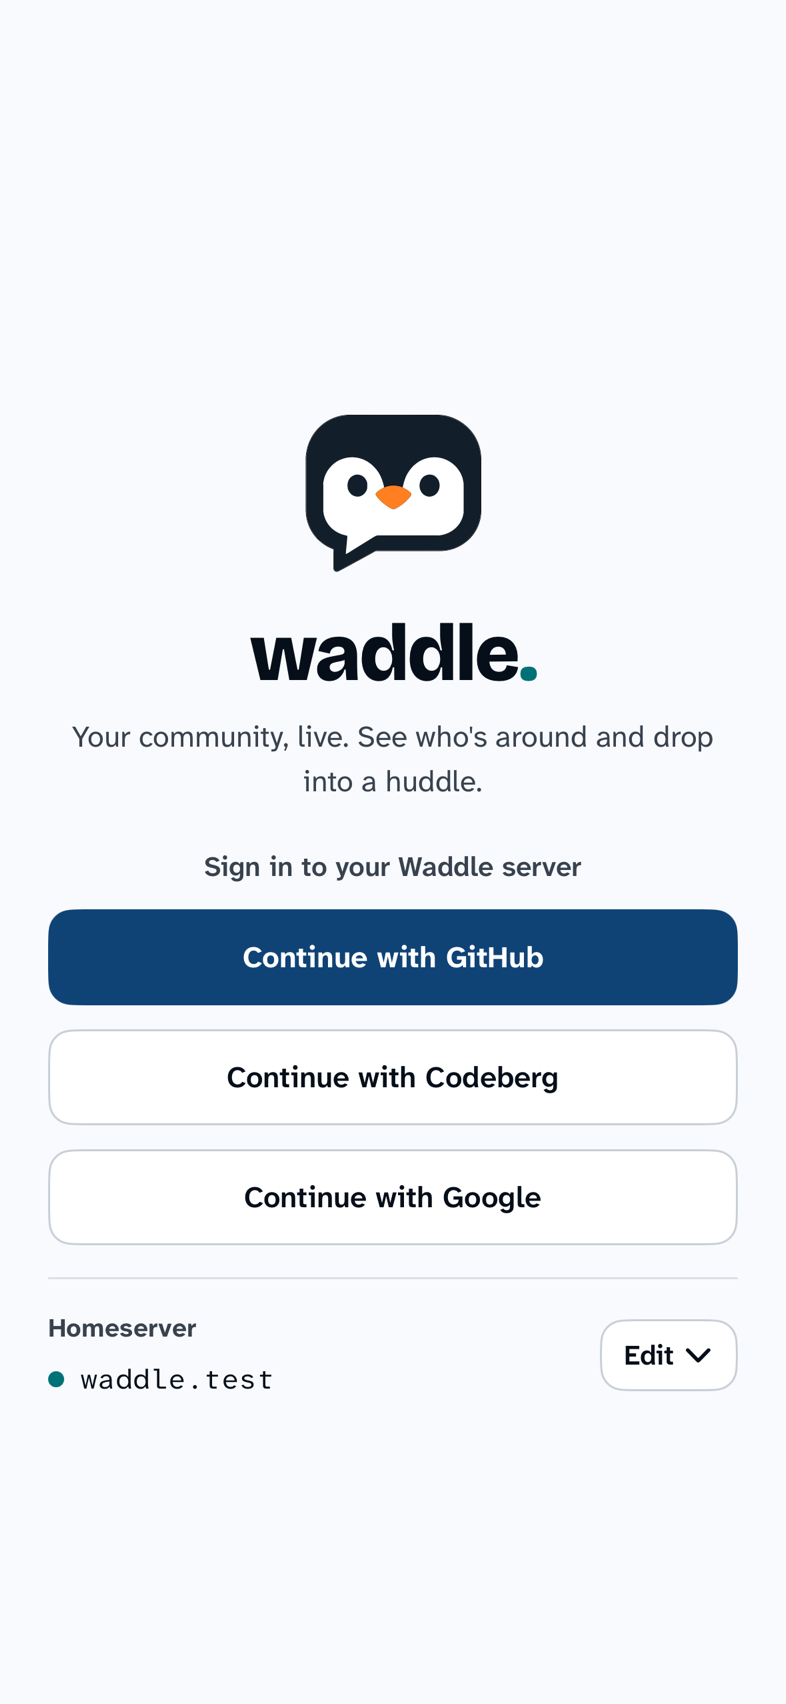 waddle.
Your community, live. See who's around and drop
into a huddle.
Sign in to your Waddle server
Continue with GitHub
Continue with Codeberg
Continue with Google
Homeserver
waddle.test
Edit